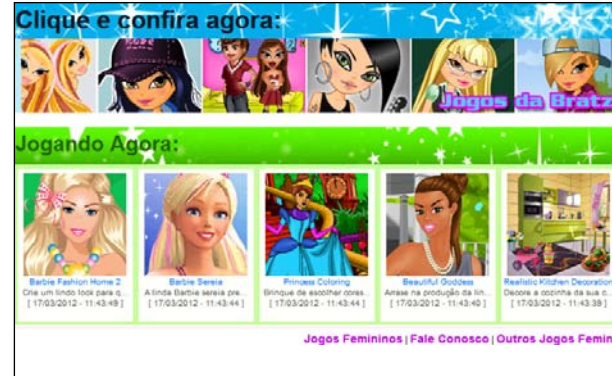 Clique e confira agora:
Jogos da Bratz
Jogando Agora:
Barbie Fashion Home 2
Crie um lindo look para q...
[ 17/03/2012 - 11:43:49 ]
Barbie Sereia
A linda Barbie sereia pre...
[ 17/03/2012 - 11:43:44 ]
Princess Coloring
Brinque de escolher cores...
[ 17/03/2012 - 11:43:44 ]
Beautiful Goddess
Arrase na produção da lin...
[ 17/03/2012 - 11:43:40 ]
Realistic Kitchen Decoration
Decore a cozinha da sua c...
[ 17/03/2012 - 11:43:38 ]
Jogos Femininos | Fale Conosco | Outros Jogos Femin